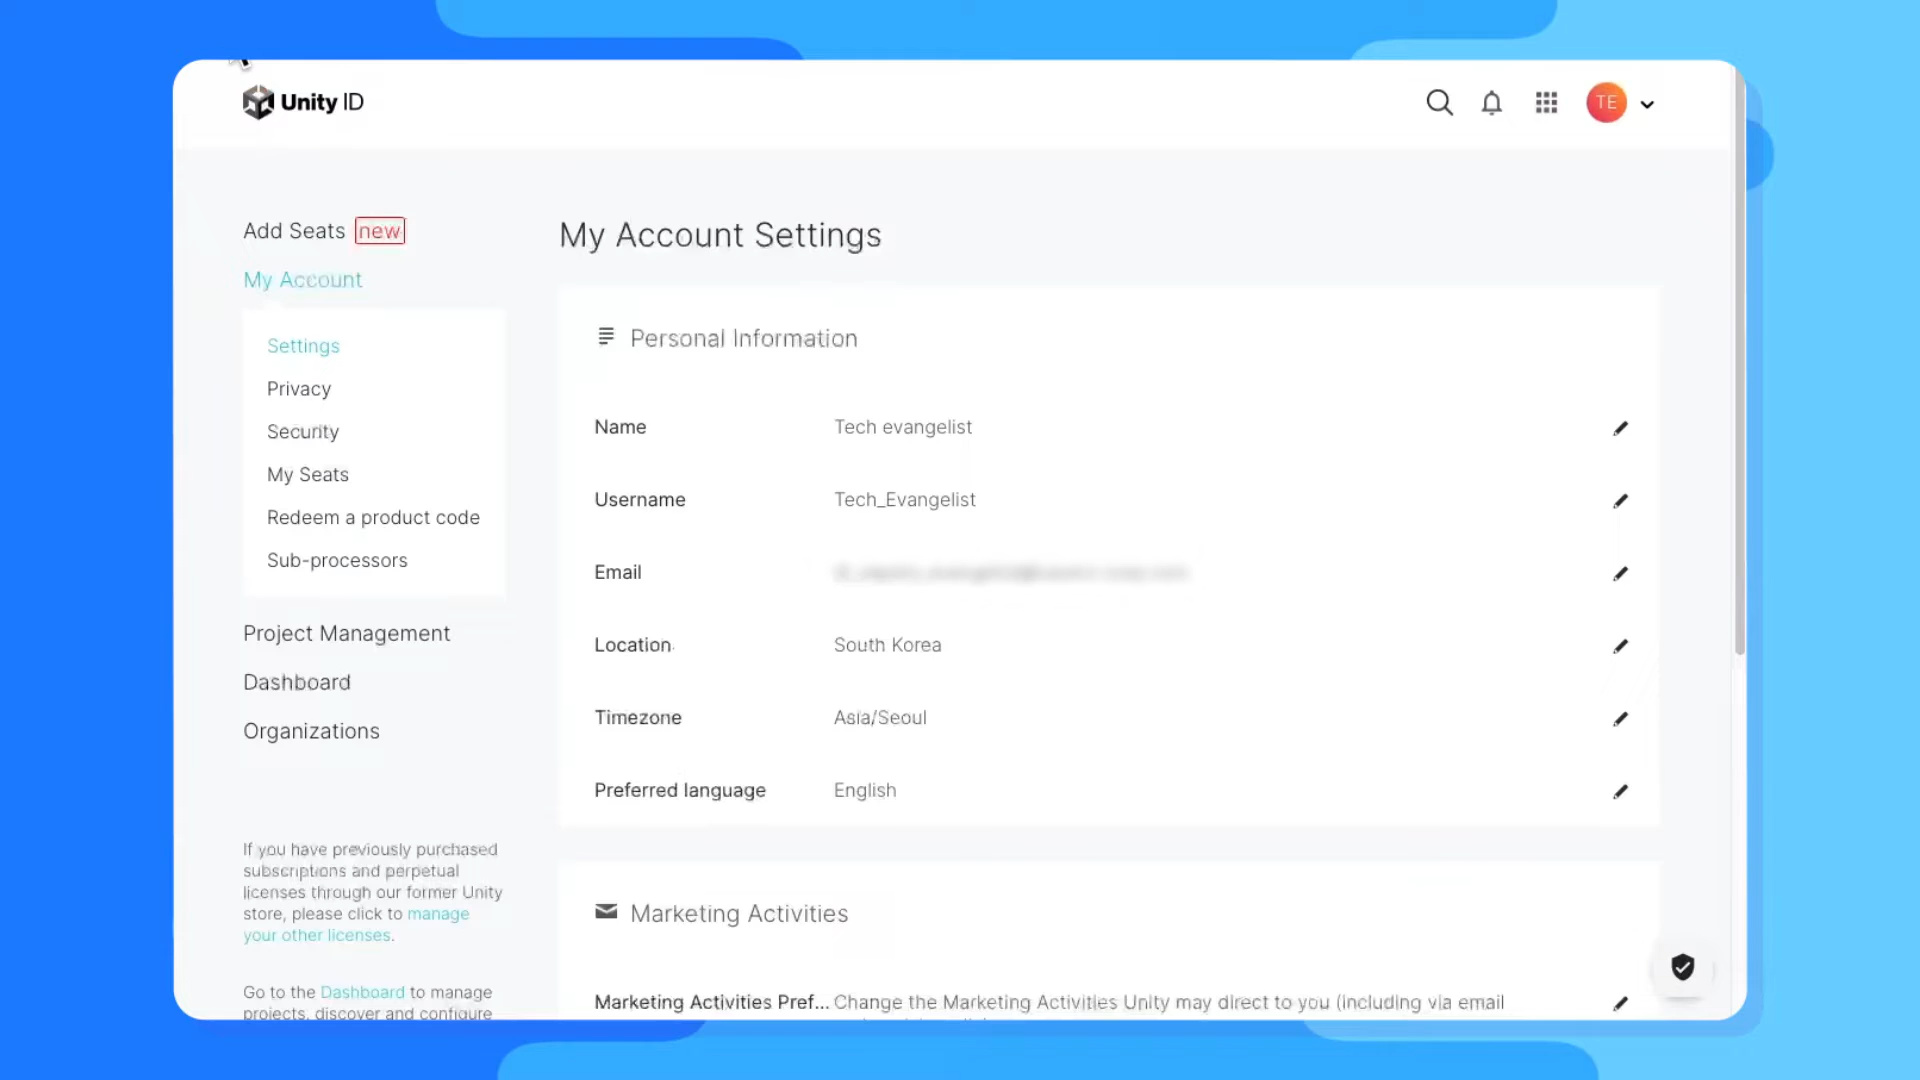 Unity ID
TE
Add Seats new
My Account
Settings
Privacy
Security
My Seats
Redeem a product code
Sub-processors
Project Management
Dashboard
Organizations
If you have previously purchased
subscriptions and perpetual
licenses through our former Unity
store, please click to manage
your other licenses.
Go to the Dashboard to manage
projects, discover and configure
My Account Settings
Personal Information
Name Tech evangelist
Username Tech_Evangelist
Email
Location South Korea
Timezone Asia/Seoul
Preferred language English
Marketing Activities
Marketing Activities Pref... Change the Marketing Activities Unity may direct to you (including via email